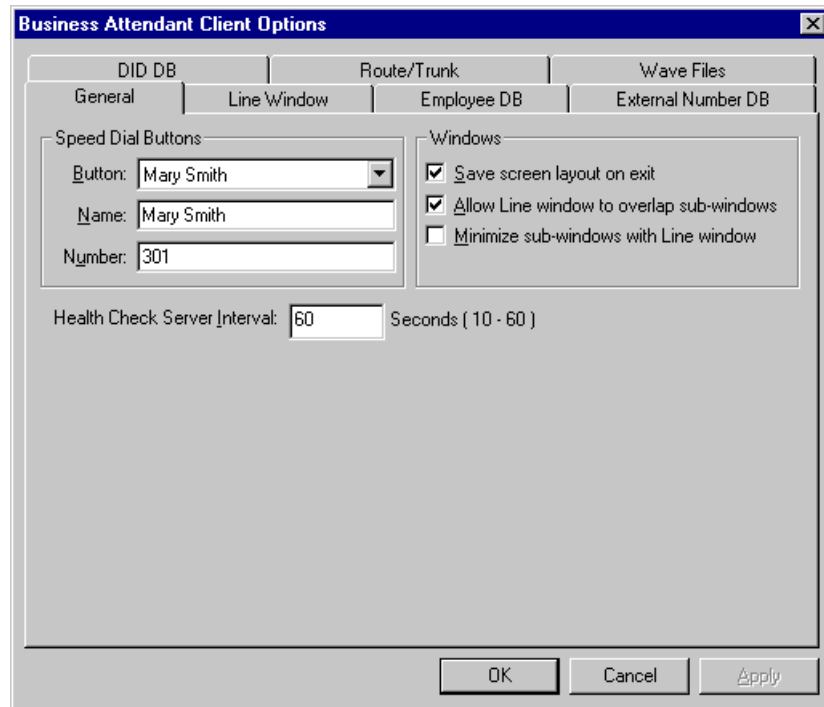 Business Attendant Client Options
DID DB
Route/Trunk
Wave Files
General
Line Window
Employee DB
External Number DB
Speed Dial Buttons
Button: Mary Smith
Name: Mary Smith
Number: 301
Windows
Save screen layout on exit
Allow Line window to overlap sub-windows
Minimize sub-windows with Line window
Health Check Server Interval: 60 Seconds ( 10 - 60 )
OK
Cancel
Apply